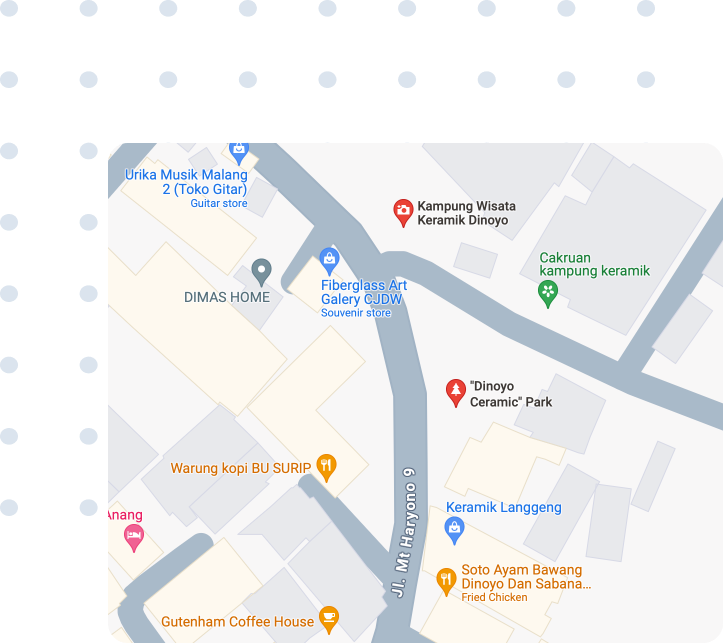 Urika Musik Malang
2 (Toko Gitar)
Guitar store
Kampung Wisata
Keramik Dinoyo
Cakruan
kampung keramik
DIMAS HOME
Fiberglass Art
Galery CJDW
Souvenir store
"Dinoyo
Ceramic" Park
Warung kopi BU SURIP
Jl. Mt Haryono 9
Anang
Keramik Langgeng
Soto Ayam Bawang
Dinoyo Dan Sabana...
Fried Chicken
Gutenham Coffee House